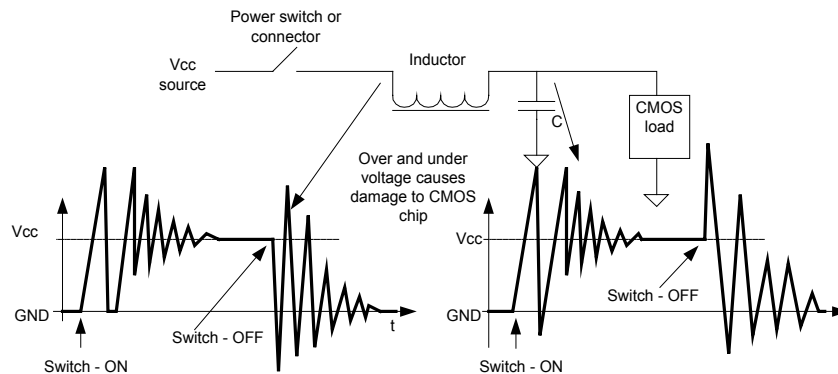 Power switch or
connector
Vcc
source
Inductor
C
CMOS
load
Over and under
voltage causes
damage to CMOS
chip
Vcc
GND
Switch - ON
Switch - OFF
t
Vcc
GND
Switch - ON
Switch - OFF